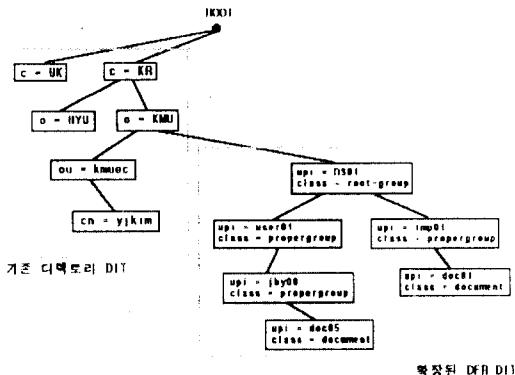 ROOT
c = UK
c = KR
o = HYU
o = KMU
ou = kmuec
cn = yjkim
upi = DS01
class = root-group
upi = user01
class = propergroup
upi = tmp01
class = propergroup
upi = jby00
class = propergroup
upi = doc01
class = document
upi = doc05
class = document
기존 디렉토리 DIT
확장된 DFR DIT